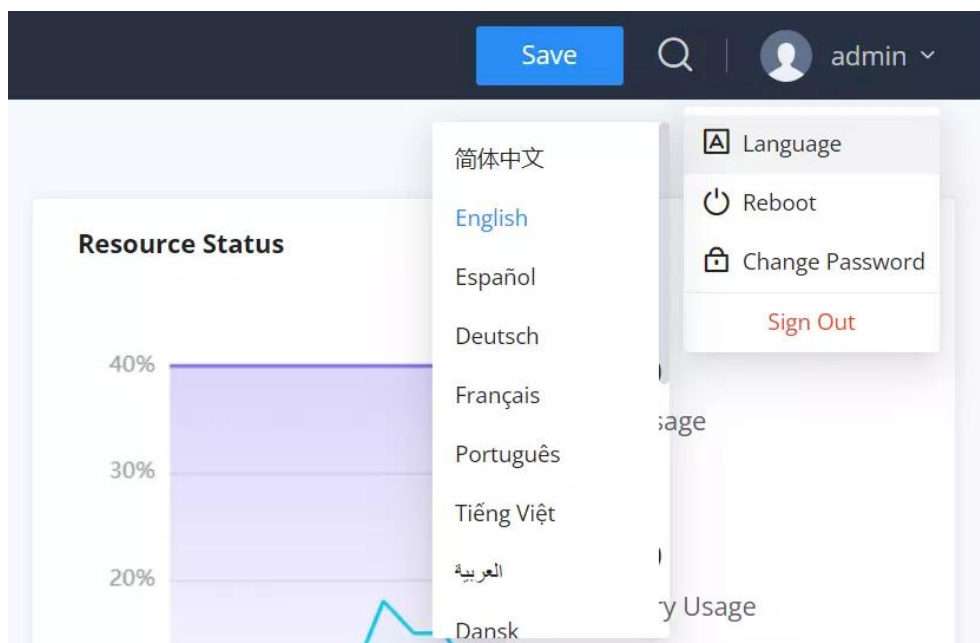 Save
admin
Language
Reboot
Change Password
Sign Out
简体中文
English
Español
Deutsch
Français
Português
Tiếng Việt
العربية
Dansk
Resource Status
40%
30%
20%
Usage